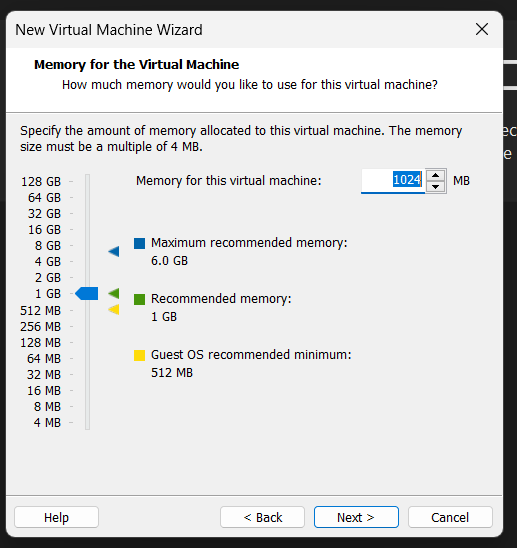 New Virtual Machine Wizard
Memory for the Virtual Machine
How much memory would you like to use for this virtual machine?
Specify the amount of memory allocated to this virtual machine. The memory
size must be a multiple of 4 MB.
Memory for this virtual machine: 1024 MB
128 GB
64 GB
32 GB
16 GB
8 GB
4 GB
2 GB
1 GB
512 MB
256 MB
128 MB
64 MB
32 MB
16 MB
8 MB
4 MB
Maximum recommended memory:
6.0 GB
Recommended memory:
1 GB
Guest OS recommended minimum:
512 MB
Help
< Back
Next >
Cancel